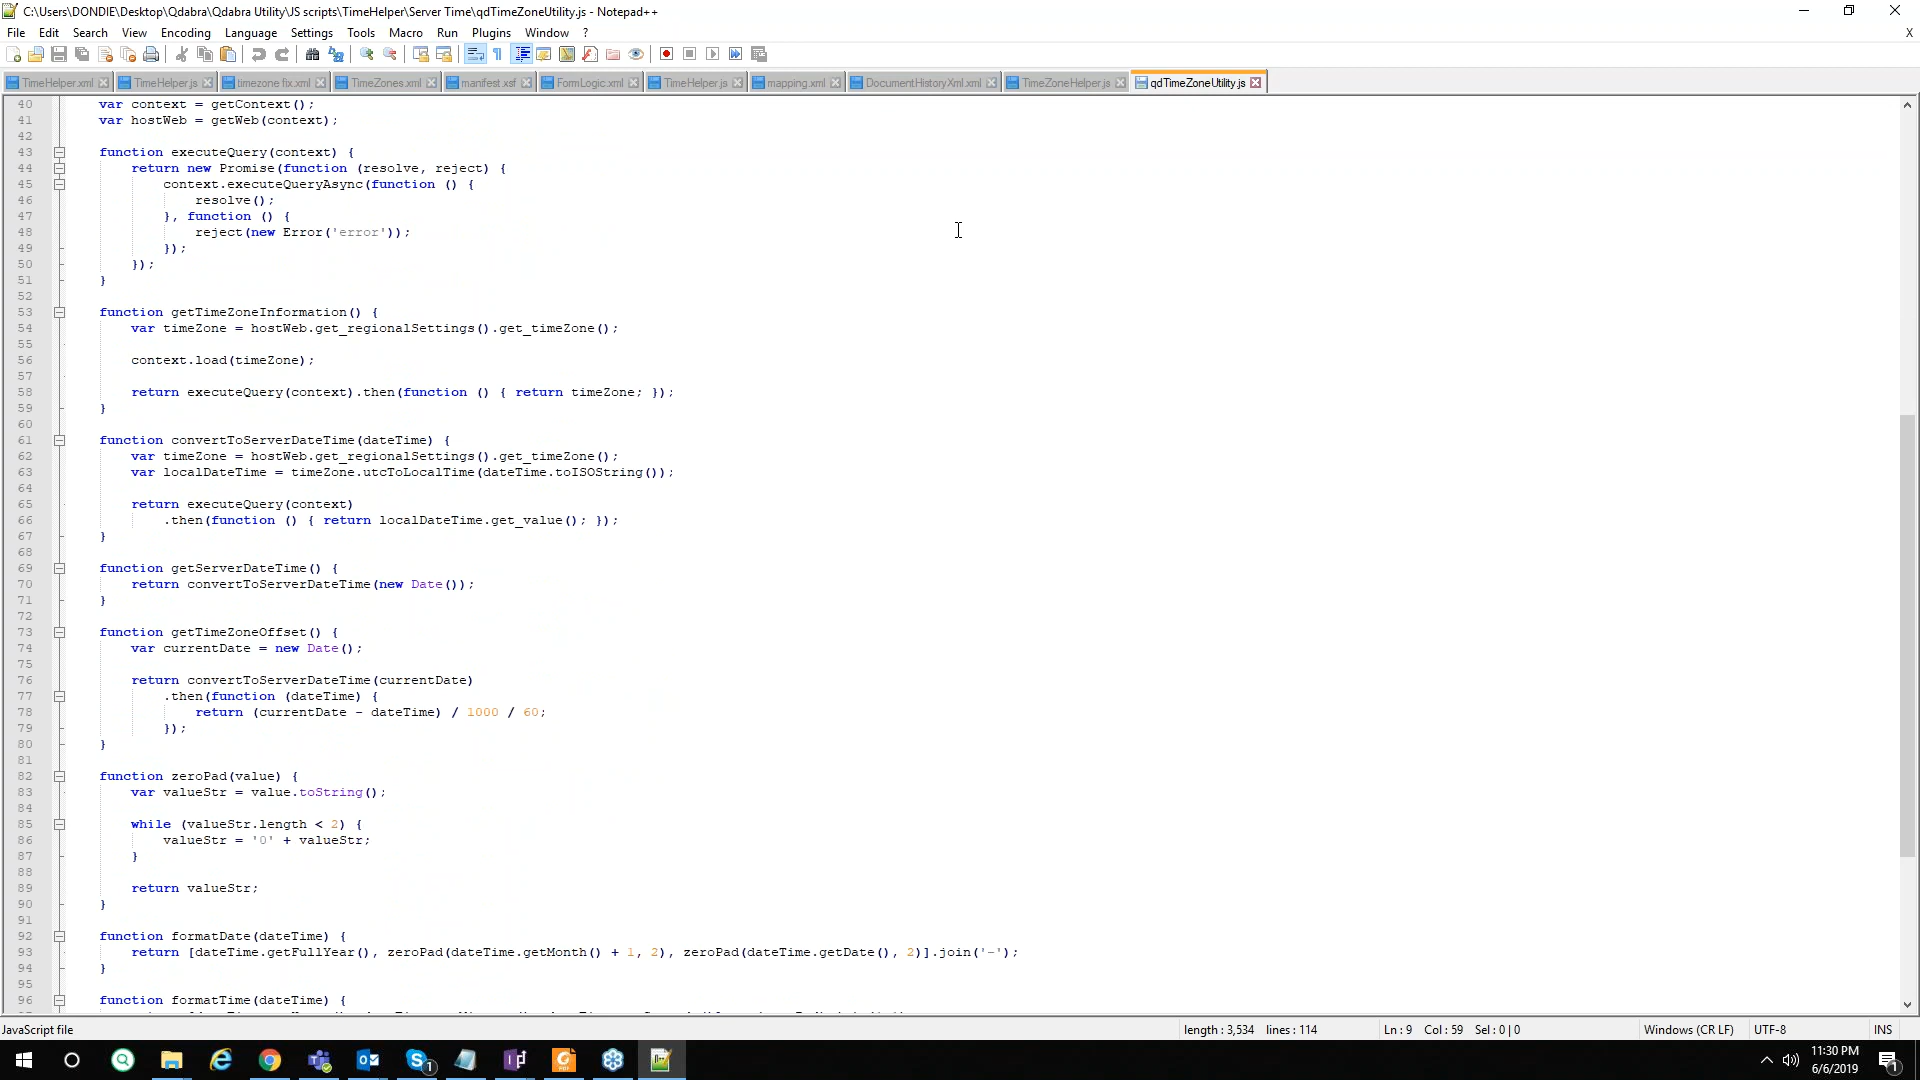 C:\Users\DONDIE\Desktop\Qdabra\Qdabra Utility\JS scripts\TimeHelper\Server Time\qdTimeZoneUtility.js - Notepad++
File Edit Search View Encoding Language Settings Tools Macro Run Plugins Window ? X
TimeHelper.xml TimeHelper.js timezone fix.xml TimeZones.xml manifest.xsf FormLogic.xml TimeHelper.js mapping.xml DocumentHistoryXml.xml TimeZoneHelper.js qdTimeZoneUtility.js
40 var context = getContext();
41 var hostWeb = getWeb(context);
42
43 function executeQuery(context) {
44 return new Promise(function (resolve, reject) {
45 context.executeQueryAsync(function () {
46 resolve();
47 }, function () {
48 reject(new Error('error'));
49 });
50 });
51 }
52
53 function getTimeZoneInformation() {
54 var timeZone = hostWeb.get_regionalSettings().get_timeZone();
55
56 context.load(timeZone);
57
58 return executeQuery(context).then(function () { return timeZone; });
59 }
60
61 function convertToServerDateTime(dateTime) {
62 var timeZone = hostWeb.get_regionalSettings().get_timeZone();
63 var localDateTime = timeZone.utcToLocalTime(dateTime.toISOString());
64
65 return executeQuery(context)
66 .then(function () { return localDateTime.get_value(); });
67 }
68
69 function getServerDateTime() {
70 return convertToServerDateTime(new Date());
71 }
72
73 function getTimeZoneOffset() {
74 var currentDate = new Date();
75
76 return convertToServerDateTime(currentDate)
77 .then(function (dateTime) {
78 return (currentDate - dateTime) / 1000 / 60;
79 });
80 }
81
82 function zeroPad(value) {
83 var valueStr = value.toString();
84
85 while (valueStr.length < 2) {
86 valueStr = '0' + valueStr;
87 }
88
89 return valueStr;
90 }
91
92 function formatDate(dateTime) {
93 return [dateTime.getFullYear(), zeroPad(dateTime.getMonth() + 1, 2), zeroPad(dateTime.getDate(), 2)].join('-');
94 }
95
96 function formatTime(dateTime) {
JavaScript file length : 3,534 lines : 114 Ln : 9 Col : 59 Sel : 0 | 0 Windows (CR LF) UTF-8 INS
11:30 PM
6/6/2019